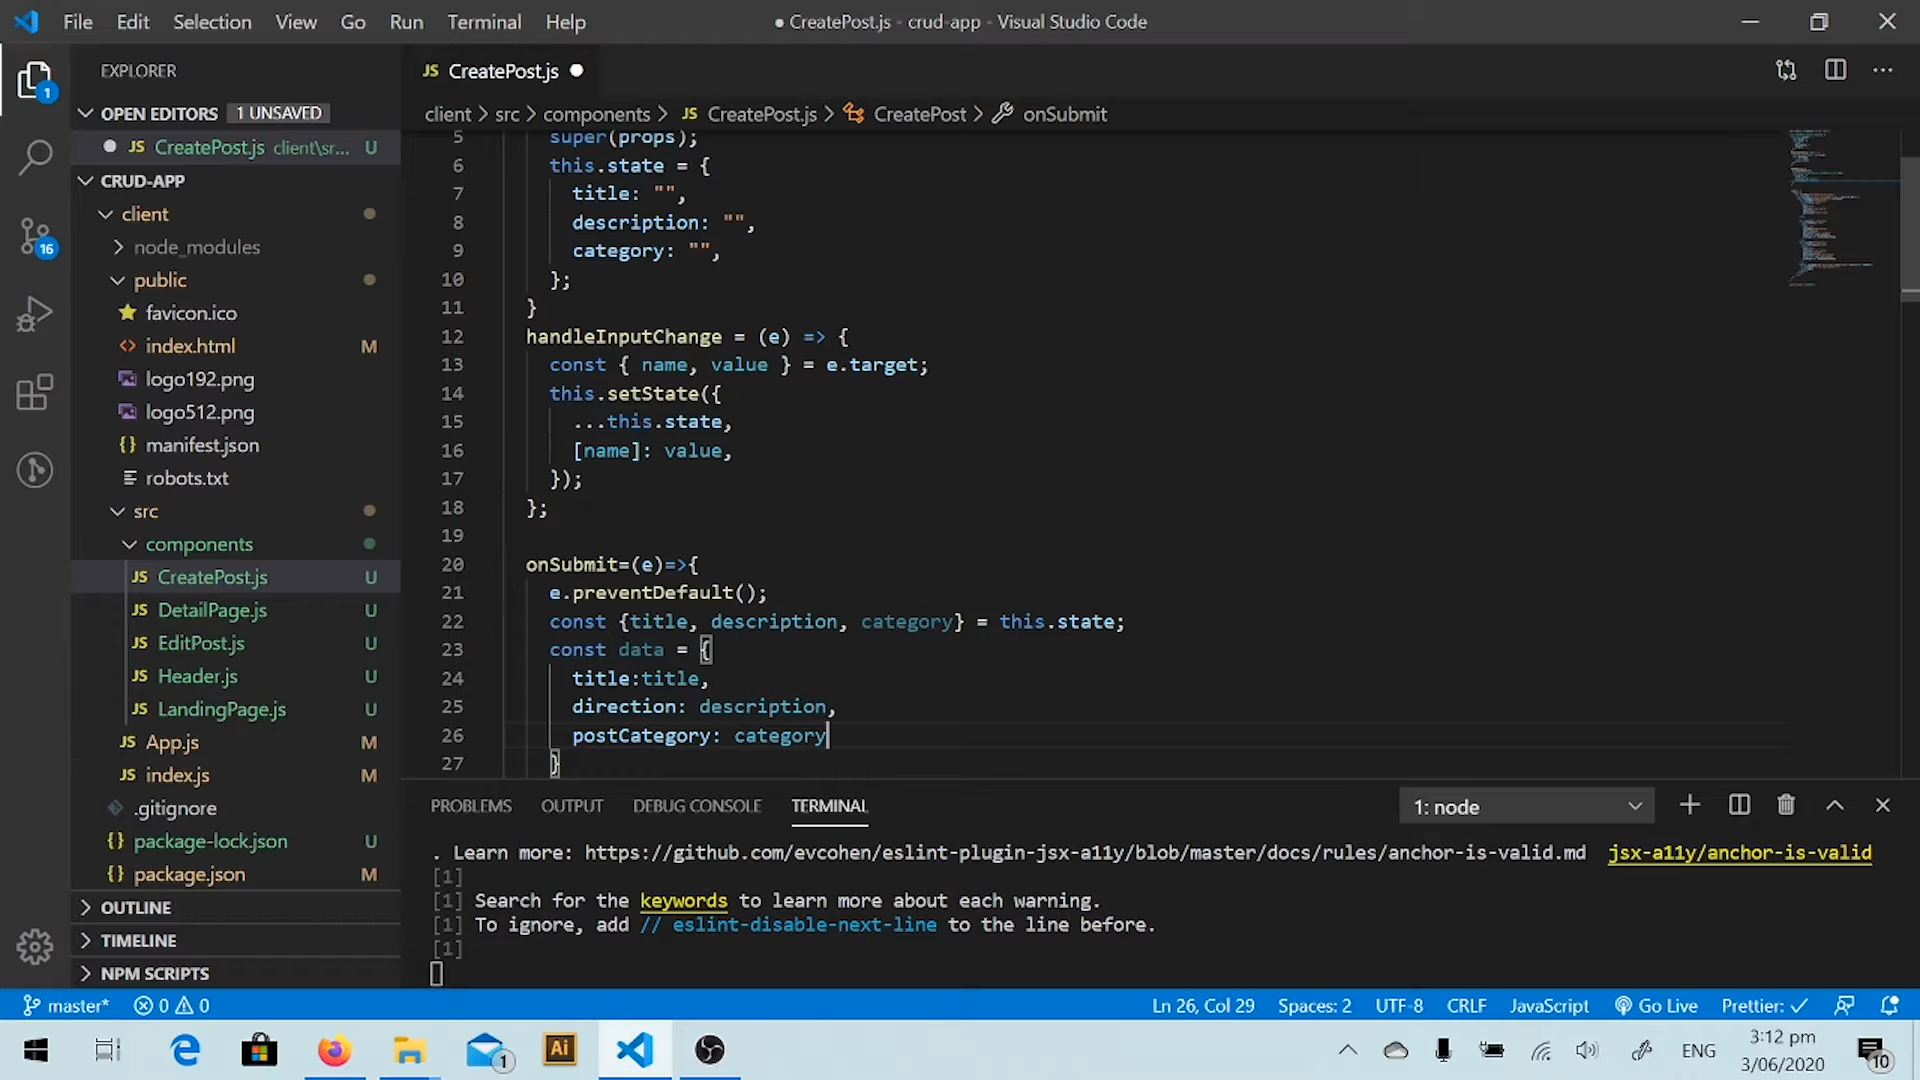 File Edit Selection View Go Run Terminal Help
● CreatePost.js - crud-app - Visual Studio Code
EXPLORER
OPEN EDITORS 1 UNSAVED
JS CreatePost.js client\sr... U
CRUD-APP
client
node_modules
public
favicon.ico
<> index.html M
logo192.png
logo512.png
{} manifest.json
robots.txt
src
components
JS CreatePost.js U
JS DetailPage.js U
JS EditPost.js U
JS Header.js U
JS LandingPage.js U
JS App.js M
JS index.js M
.gitignore
{} package-lock.json U
{} package.json M
OUTLINE
TIMELINE
NPM SCRIPTS
1
16
JS CreatePost.js ●
client > src > components > JS CreatePost.js > CreatePost > onSubmit
5 super(props);
6 this.state = {
7 title: "",
8 description: "",
9 category: "",
10 };
11 }
12 handleInputChange = (e) => {
13 const { name, value } = e.target;
14 this.setState({
15 ...this.state,
16 [name]: value,
17 });
18 };
19
20 onSubmit=(e)=>{
21 e.preventDefault();
22 const {title, description, category} = this.state;
23 const data = {
24 title:title,
25 direction: description,
26 postCategory: category
27 }
PROBLEMS OUTPUT DEBUG CONSOLE TERMINAL 1: node
. Learn more: https://github.com/evcohen/eslint-plugin-jsx-a11y/blob/master/docs/rules/anchor-is-valid.md jsx-a11y/anchor-is-valid
[1]
[1] Search for the keywords to learn more about each warning.
[1] To ignore, add // eslint-disable-next-line to the line before.
[1]
master* 0 0 Ln 26, Col 29 Spaces: 2 UTF-8 CRLF JavaScript Go Live Prettier: ✓
1 Ai ENG 3:12 pm
3/06/2020 10